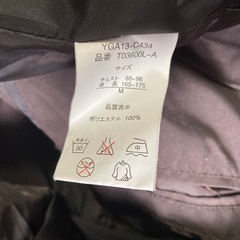 YGA13-C434
品番 T03600L-A
サイズ
チェスト 88-96
身長 165-175
M
品質表示
ポリエステル 100%
30
中